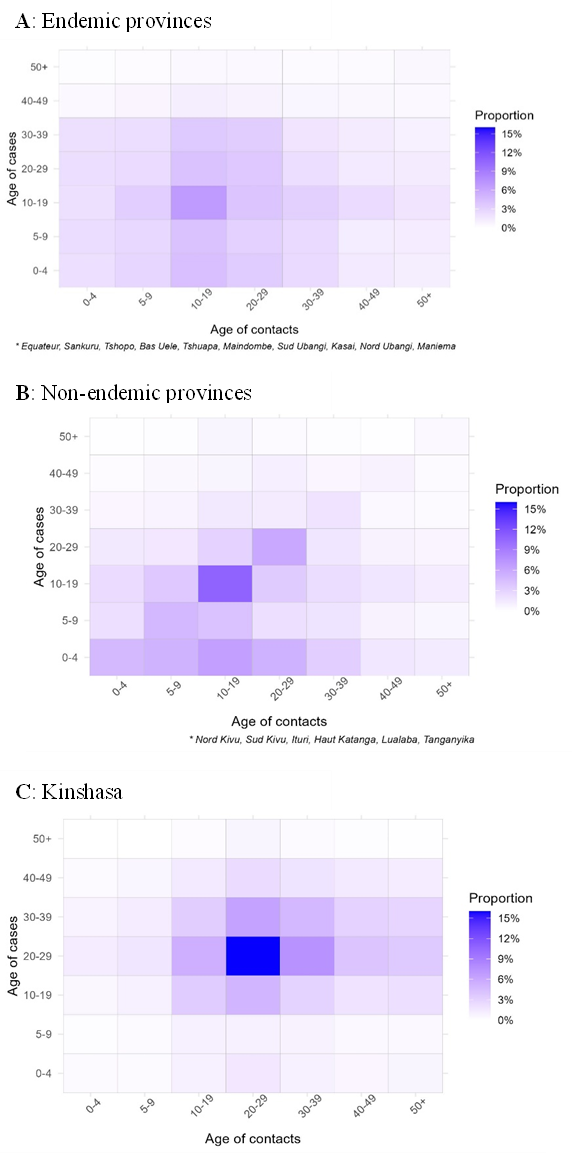 A: Endemic provinces
Age of cases
50+
40-49
30-39
20-29
10-19
5-9
0-4
0-4 5-9 10-19 20-29 30-39 40-49 50+
Age of contacts
Proportion
15%
12%
9%
6%
3%
0%
* Equateur, Sankuru, Tshopo, Bas Uele, Tshuapa, Maindombe, Sud Ubangi, Kasai, Nord Ubangi, Maniema
B: Non-endemic provinces
Age of cases
50+
40-49
30-39
20-29
10-19
5-9
0-4
0-4 5-9 10-19 20-29 30-39 40-49 50+
Age of contacts
Proportion
15%
12%
9%
6%
3%
0%
* Nord Kivu, Sud Kivu, Ituri, Haut Katanga, Lualaba, Tanganyika
C: Kinshasa
Age of cases
50+
40-49
30-39
20-29
10-19
5-9
0-4
0-4 5-9 10-19 20-29 30-39 40-49 50+
Age of contacts
Proportion
15%
12%
9%
6%
3%
0%